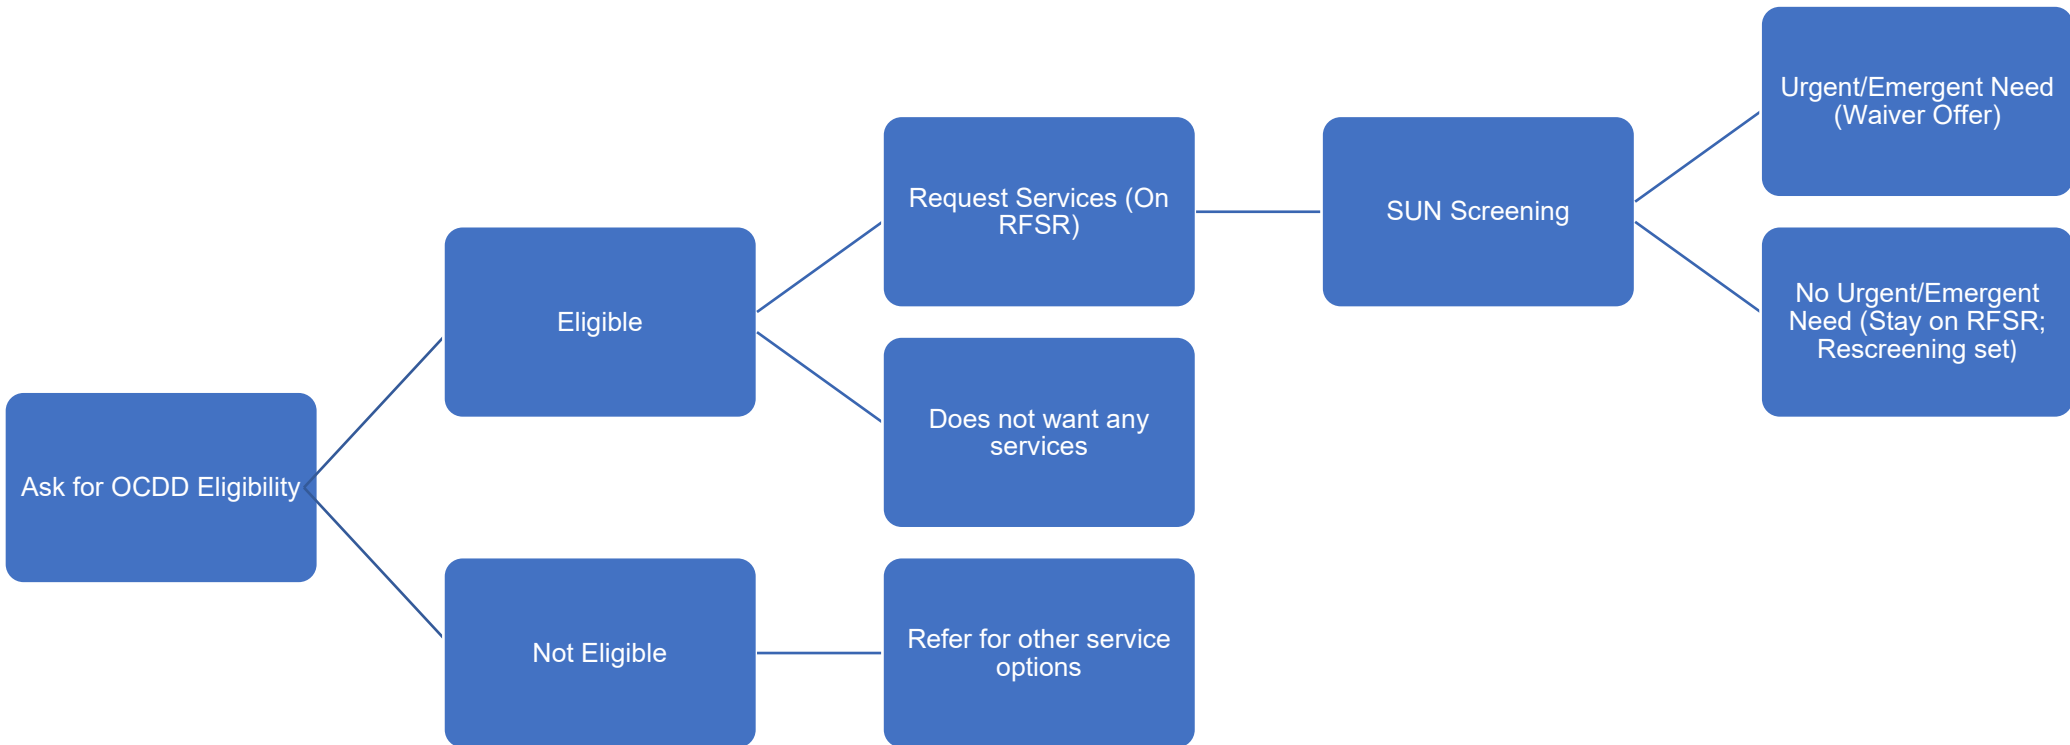 Ask for OCDD Eligibility
Eligible
Not Eligible
Request Services (On
RFSR)
Does not want any
services
Refer for other service
options
SUN Screening
Urgent/Emergent Need
(Waiver Offer)
No Urgent/Emergent
Need (Stay on RFSR;
Rescreening set)